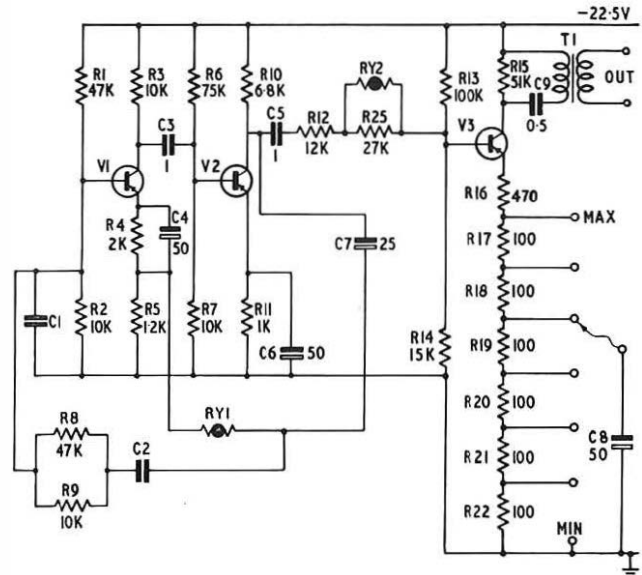 -22·5V
R1
47K
R3
10K
R6
75K
R10
6·8K
RY2
R13
100K
R15
51K
C9
0·5
T1
OUT
C3
1
C5
1
R12
12K
R25
27K
V1
V2
V3
R4
2K
C4
50
C7
25
R16
470
MAX
R17
100
R18
100
C1
R2
10K
R5
1·2K
R7
10K
R11
1K
C6
50
R14
15K
R19
100
RY1
R20
100
R8
47K
C2
C8
50
R21
100
R9
10K
R22
100
MIN